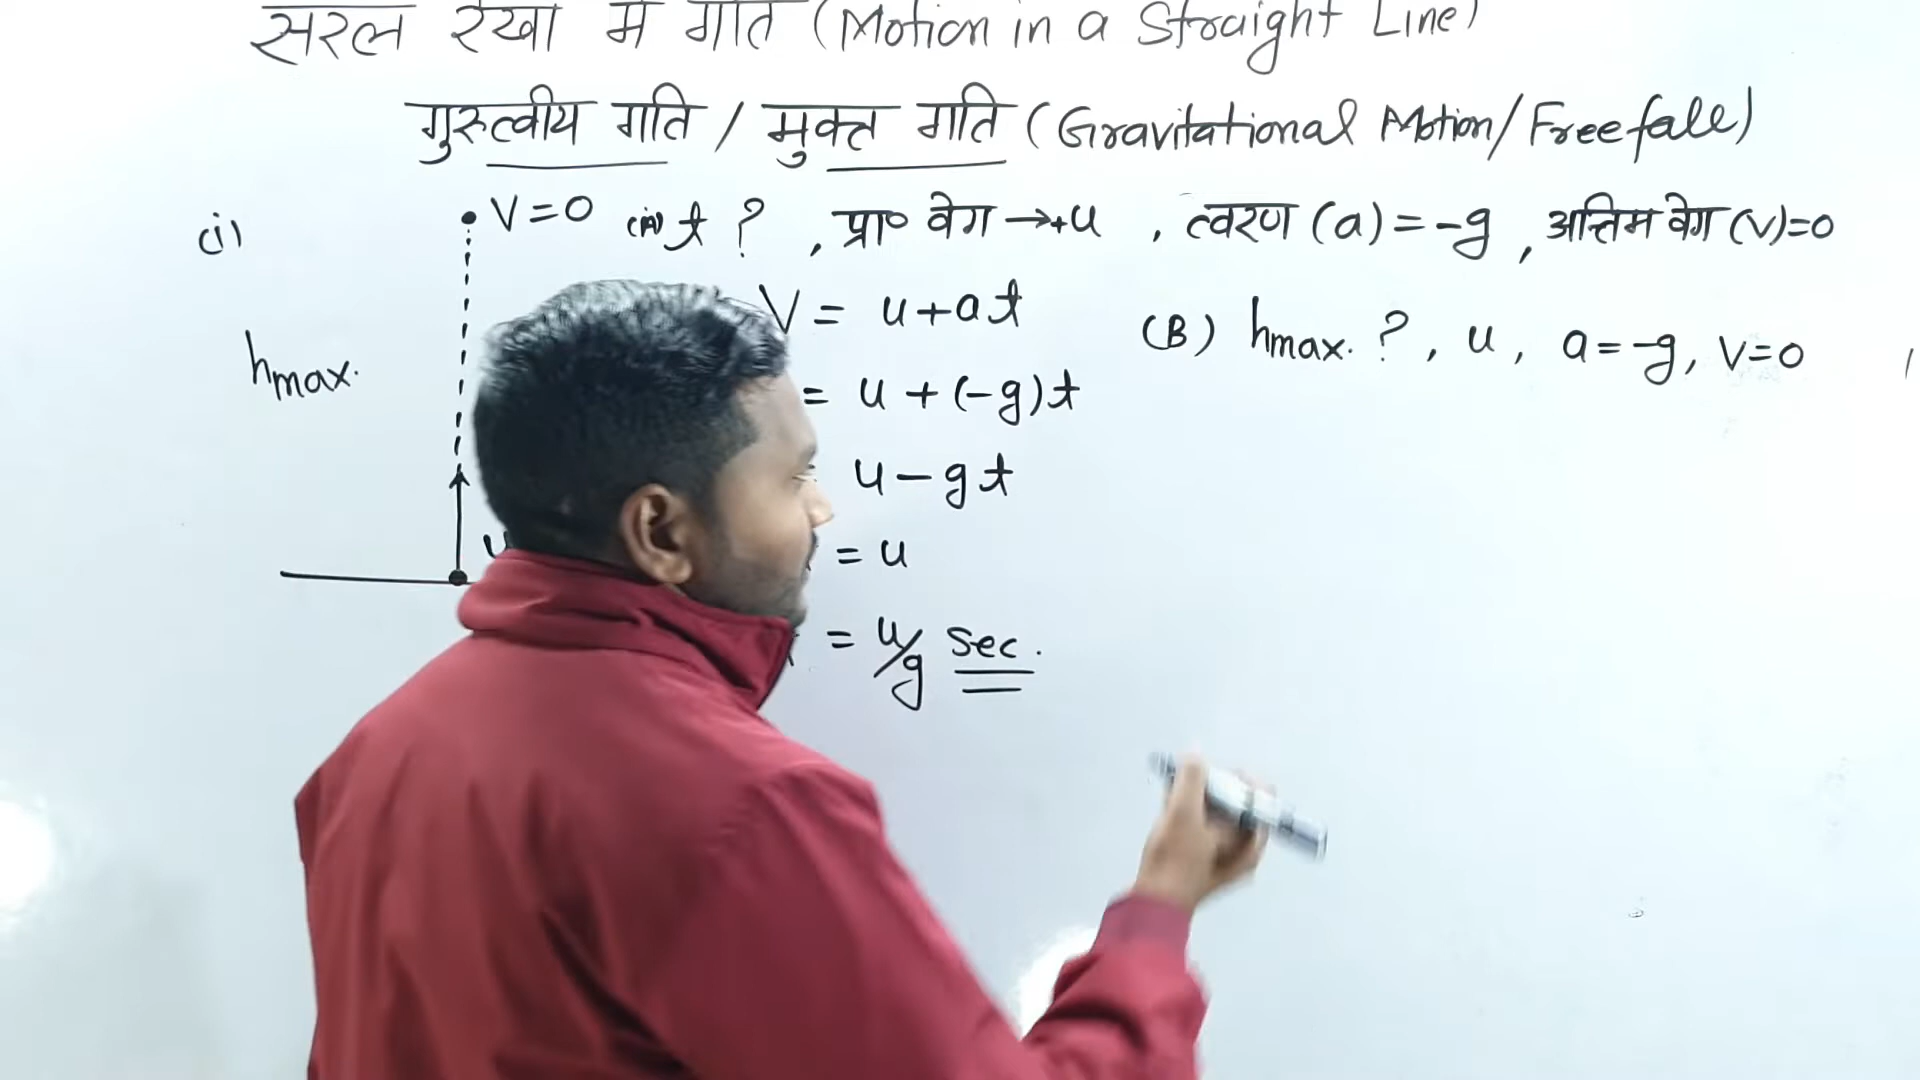 सरल रेखा में गति (Motion in a Straight Line)
गुरुत्वीय गति / मुक्त गति (Gravitational Motion/Freefall)
(i) V=0 (A) t ? , प्रा० वेग →+u , त्वरण (a) = -g , अन्तिम वेग (v)=0
hmax.
V = u+at
= u + (-g)t
u - gt
= u
= u/g sec.
(B) hmax. ? , u , a = -g , V=0